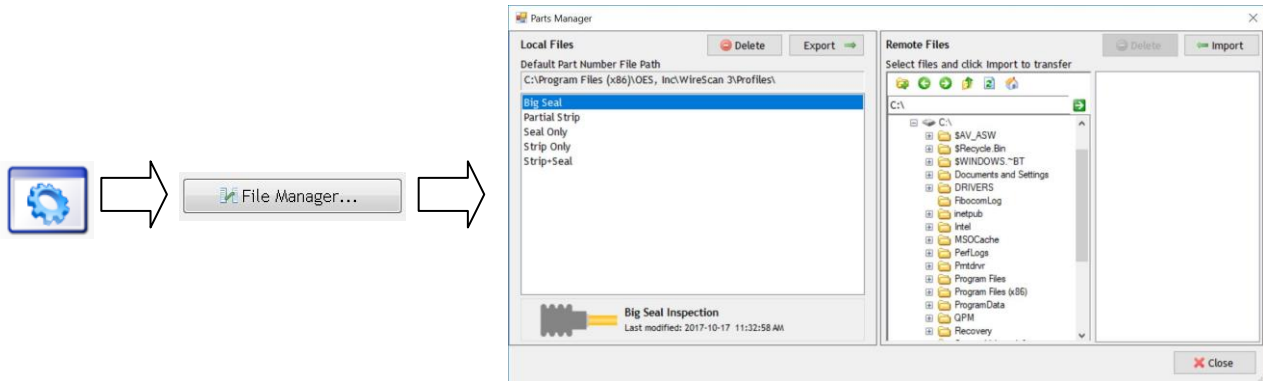 File Manager...
Parts Manager
Local Files
Delete
Export
Default Part Number File Path
C:\Program Files (x86)\OES, Inc\WireScan 3\Profiles\
Big Seal
Partial Strip
Seal Only
Strip Only
Strip+Seal
Big Seal Inspection
Last modified: 2017-10-17 11:32:58 AM
Remote Files
Delete
Import
Select files and click Import to transfer
C:\
C:\
$AV_ASW
$Recycle.Bin
$WINDOWS.~BT
Documents and Settings
DRIVERS
FibocomLog
inetpub
Intel
MSOCache
PerfLogs
Prntdrvr
Program Files
Program Files (x86)
ProgramData
QPM
Recovery
Close